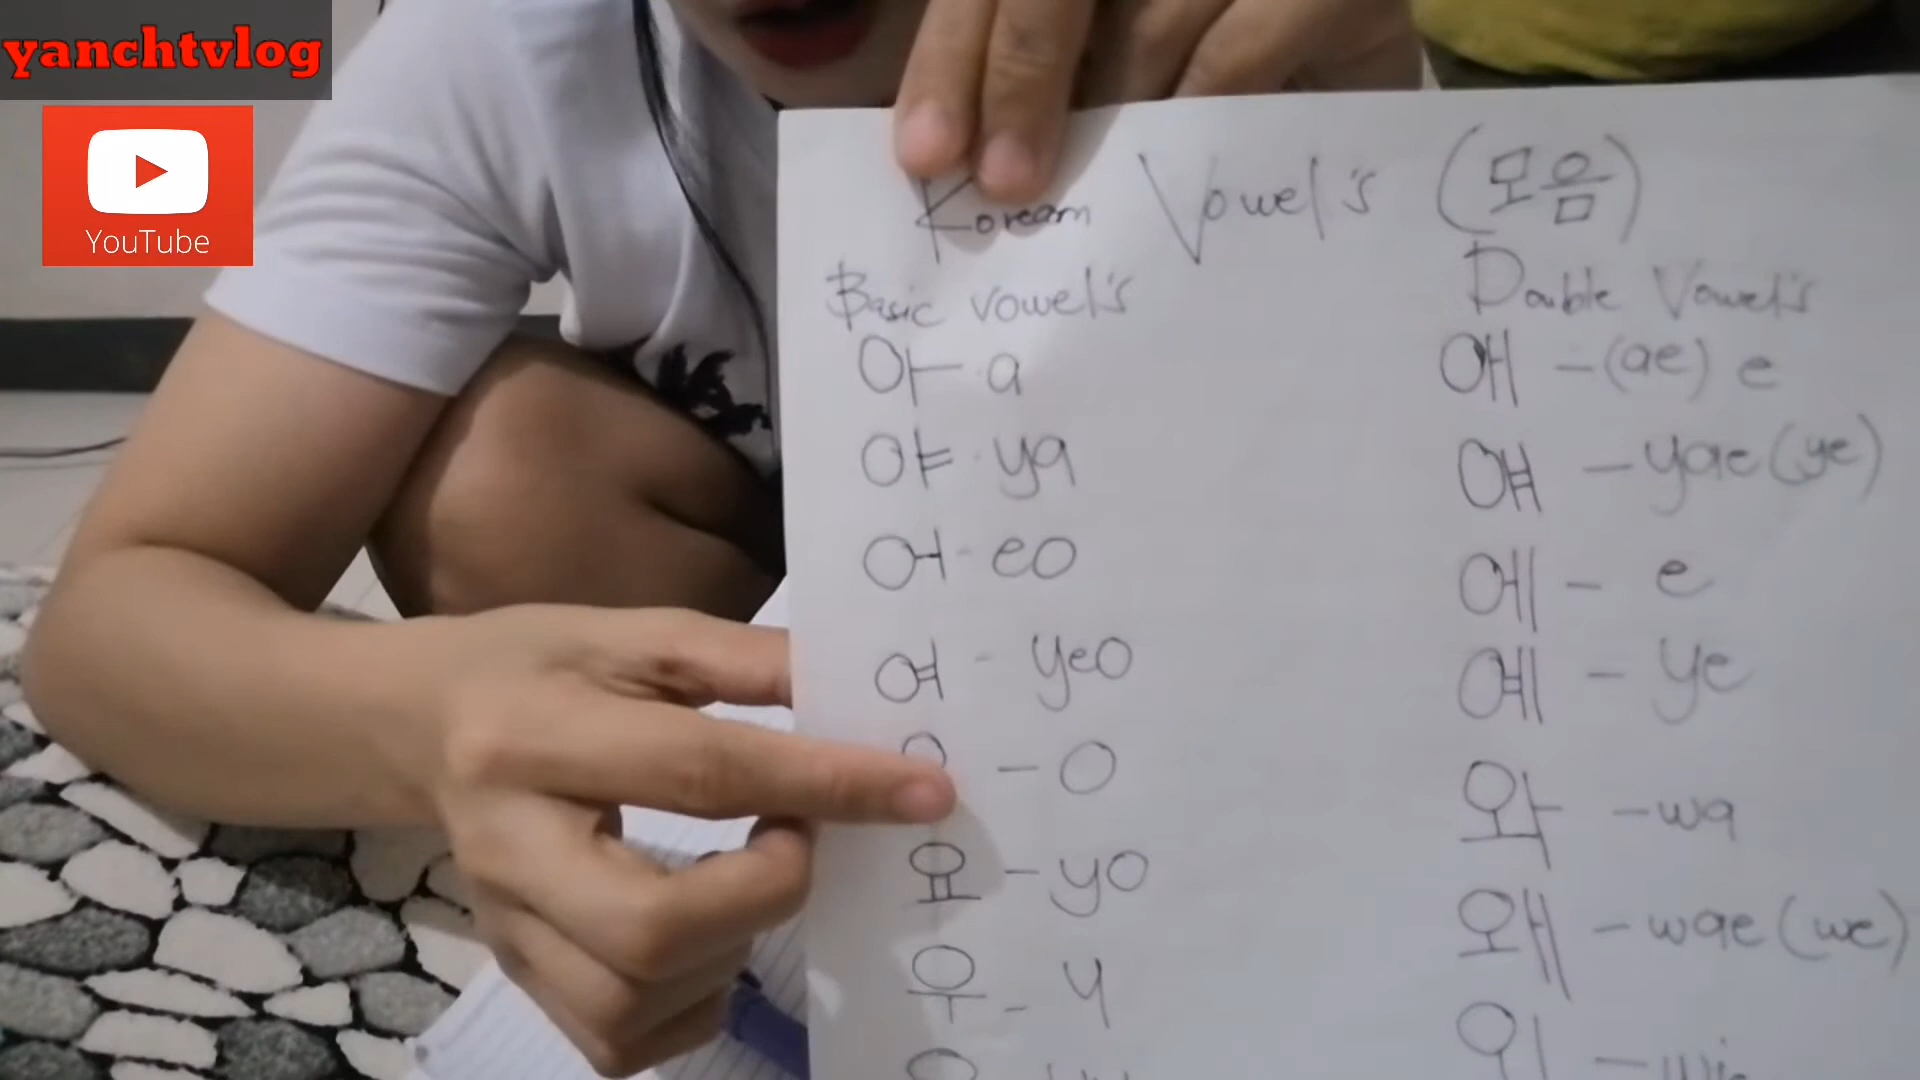 yanchtvlog
YouTube
Korean Vowel's (모음)
Basic vowel's
아 - a
야 - ya
어 - eo
여 - yeo
- o
요 - yo
우 - y
Double Vowel's
애 - (ae) e
얘 - yae (ye)
에 - e
예 - ye
와 - wa
왜 - wae (we)